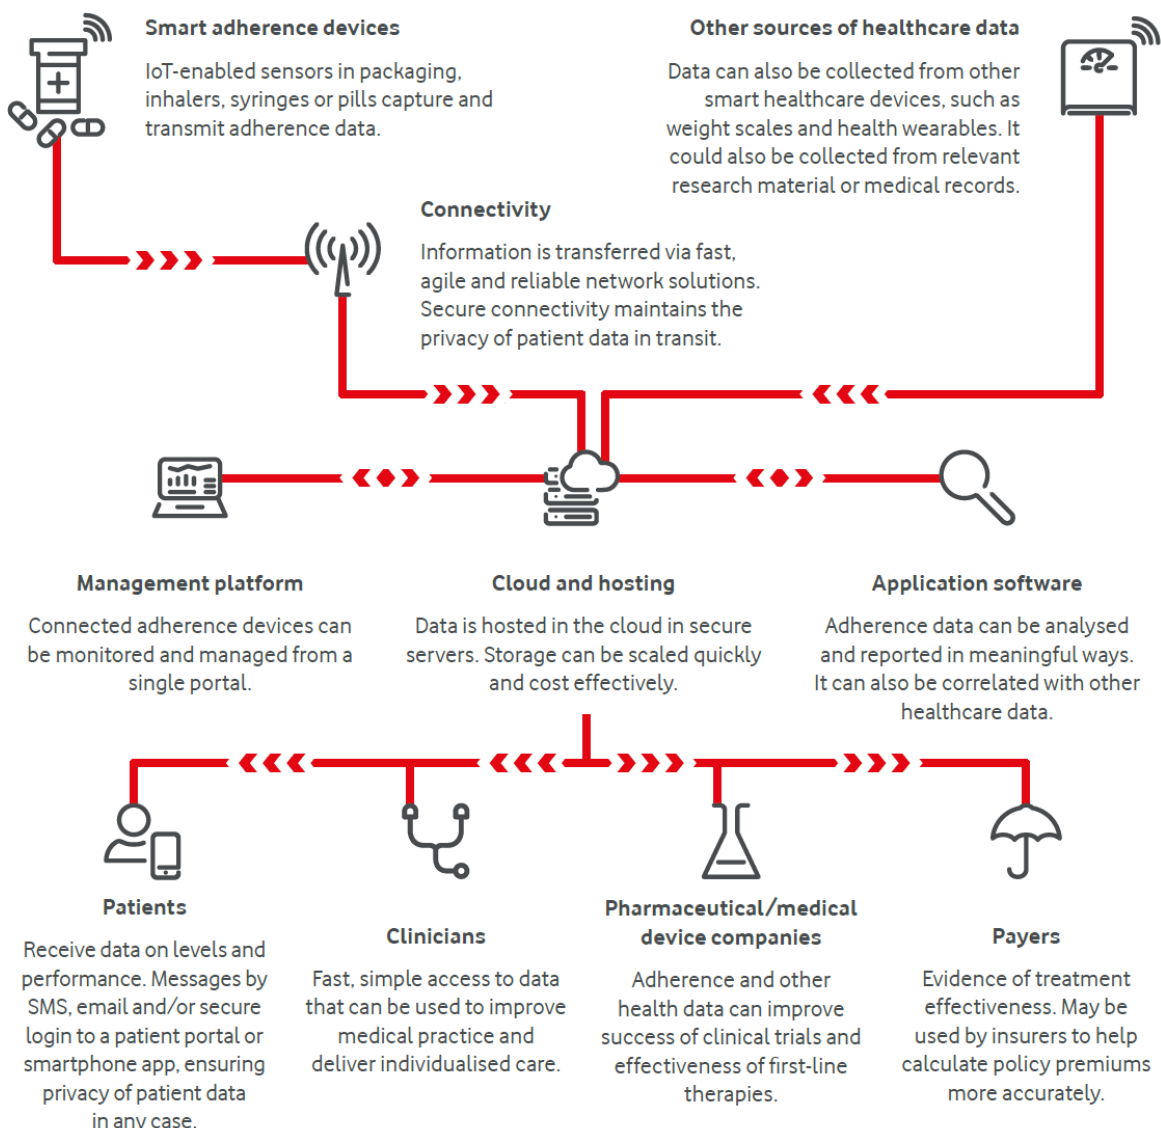 Smart adherence devices
IoT-enabled sensors in packaging,
inhalers, syringes or pills capture and
transmit adherence data.
Other sources of healthcare data
Data can also be collected from other
smart healthcare devices, such as
weight scales and health wearables. It
could also be collected from relevant
research material or medical records.
Connectivity
Information is transferred via fast,
agile and reliable network solutions.
Secure connectivity maintains the
privacy of patient data in transit.
Management platform
Connected adherence devices can
be monitored and managed from a
single portal.
Cloud and hosting
Data is hosted in the cloud in secure
servers. Storage can be scaled quickly
and cost effectively.
Application software
Adherence data can be analysed
and reported in meaningful ways.
It can also be correlated with other
healthcare data.
Patients
Receive data on levels and
performance. Messages by
SMS, email and/or secure
login to a patient portal or
smartphone app, ensuring
privacy of patient data
in any case.
Clinicians
Fast, simple access to data
that can be used to improve
medical practice and
deliver individualised care.
Pharmaceutical/medical
device companies
Adherence and other
health data can improve
success of clinical trials and
effectiveness of first-line
therapies.
Payers
Evidence of treatment
effectiveness. May be
used by insurers to help
calculate policy premiums
more accurately.